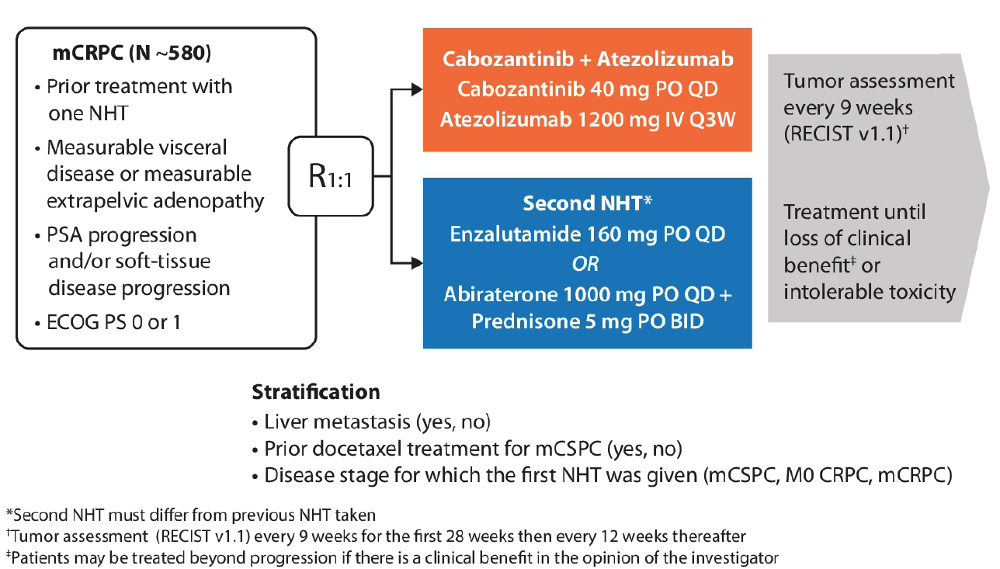 mCRPC (N ~580)
• Prior treatment with
one NHT
• Measurable visceral
disease or measurable
extrapelvic adenopathy
• PSA progression
and/or soft-tissue
disease progression
• ECOG PS 0 or 1
R1:1
Cabozantinib + Atezolizumab
Cabozantinib 40 mg PO QD
Atezolizumab 1200 mg IV Q3W
Second NHT*
Enzalutamide 160 mg PO QD
OR
Abiraterone 1000 mg PO QD +
Prednisone 5 mg PO BID
Tumor assessment
every 9 weeks
(RECIST v1.1)†
Treatment until
loss of clinical
benefit‡ or
intolerable toxicity
Stratification
• Liver metastasis (yes, no)
• Prior docetaxel treatment for mCSPC (yes, no)
• Disease stage for which the first NHT was given (mCSPC, M0 CRPC, mCRPC)
*Second NHT must differ from previous NHT taken
†Tumor assessment (RECIST v1.1) every 9 weeks for the first 28 weeks then every 12 weeks thereafter
‡Patients may be treated beyond progression if there is a clinical benefit in the opinion of the investigator